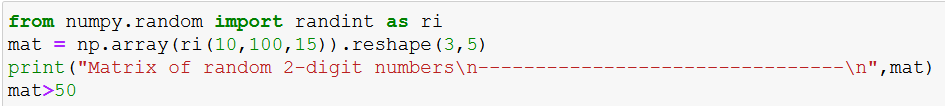 from numpy.random import randint as ri
mat = np.array(ri(10,100,15)).reshape(3,5)
print("Matrix of random 2-digit numbers\n--------------------------------\n",mat)
mat>50